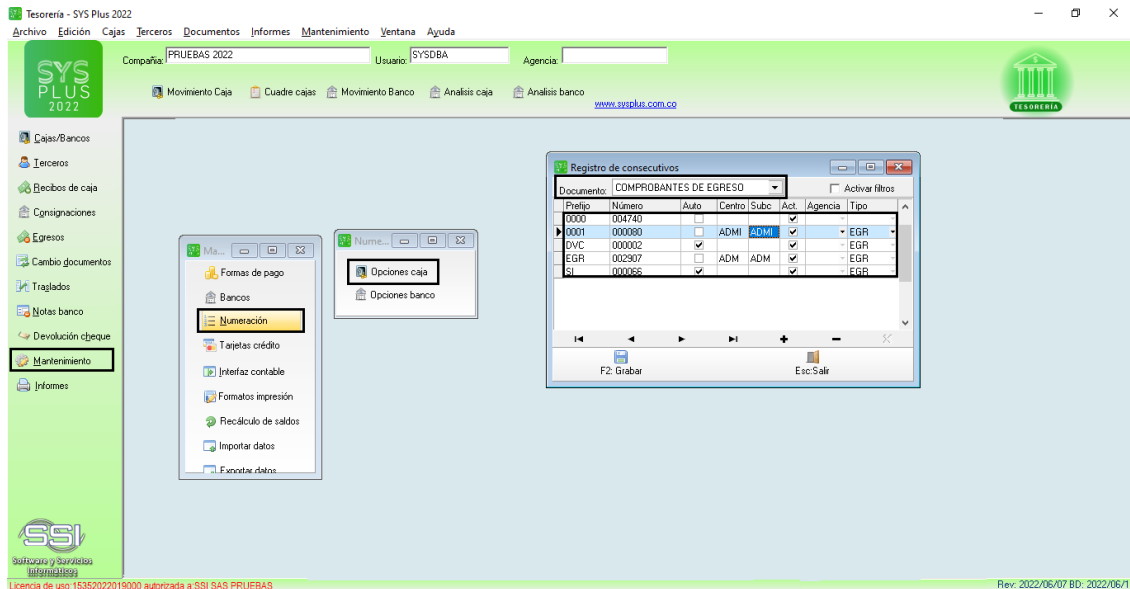 Tesorería - SYS Plus 2022
Archivo Edición Cajas Terceros Documentos Informes Mantenimiento Ventana Ayuda
SYS PLUS 2022
Compañia: PRUEBAS 2022 Usuario: SYSDBA Agencia:
Movimiento Caja Cuadre cajas Movimiento Banco Analisis caja Analisis banco
www.sysplus.com.co
TESORERÍA
Cajas/Bancos
Terceros
Recibos de caja
Consignaciones
Egresos
Cambio documentos
Traslados
Notas banco
Devolución cheque
Mantenimiento
Informes
Ma...
Formas de pago
Bancos
Numeración
Tarjetas crédito
Interfaz contable
Formatos impresión
Recálculo de saldos
Importar datos
Exportar datos
Nume...
Opciones caja
Opciones banco
Registro de consecutivos
Documento: COMPROBANTES DE EGRESO Activar filtros
Prefijo Número Auto Centro Subc Act. Agencia Tipo
0000 004740
0001 000080 ADMI ADMI EGR
DVC 000002 EGR
EGR 002907 ADM ADM EGR
SI 000066 EGR
F2: Grabar Esc:Salir
SSI
Software y Servicios
Informáticos
Licencia de uso:15352022019000 autorizada a:SSI SAS PRUEBAS Rev: 2022/06/07 BD: 2022/06/1